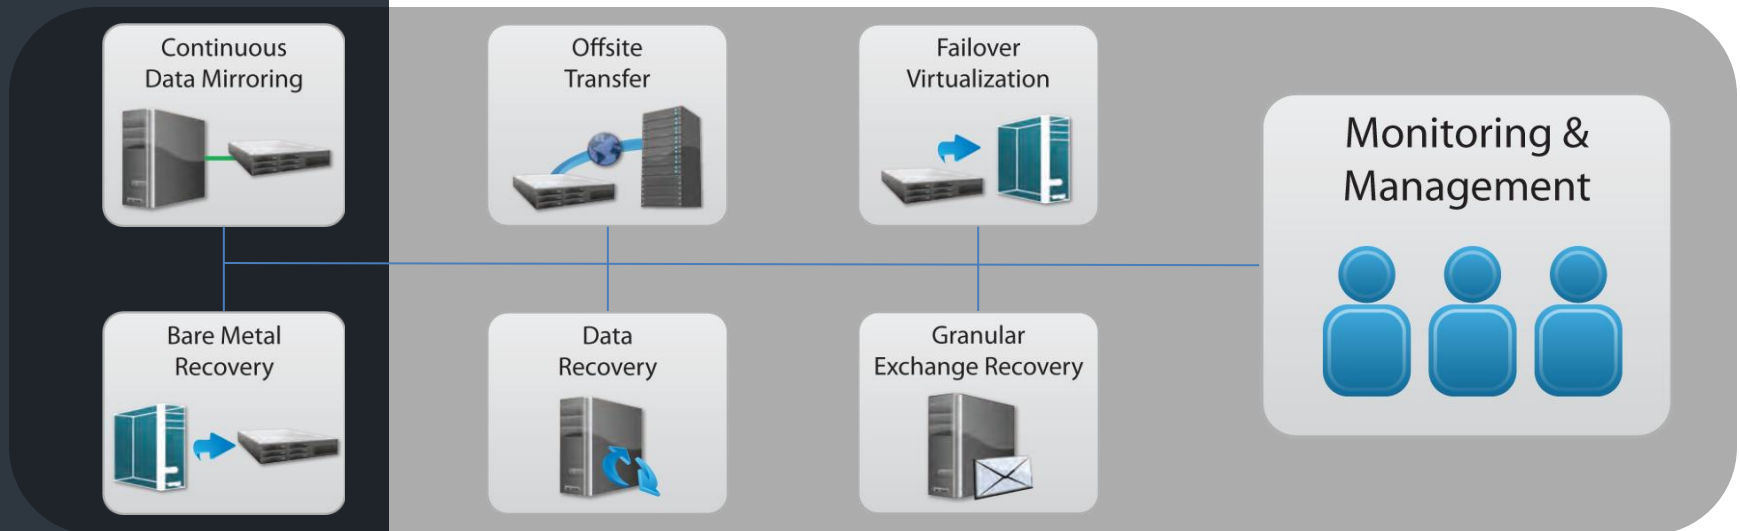 Continuous
Data Mirroring
Offsite
Transfer
Failover
Virtualization
Monitoring &
Management
Bare Metal
Recovery
Data
Recovery
Granular
Exchange Recovery